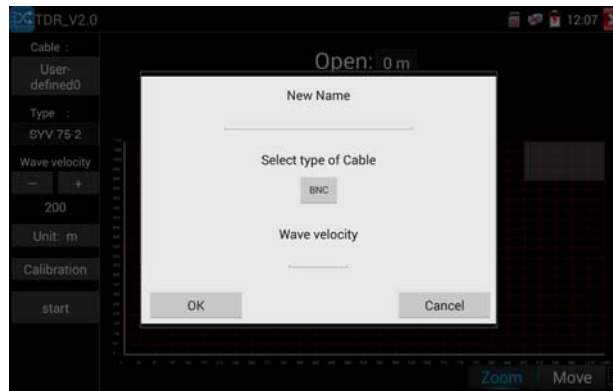 TDR_V2.0
12:07
Cable :
User-
defined0
Type :
SYV 75-2
Wave velocity
— +
200
Unit: m
Calibration
start
Open: 0 m
New Name
Select type of Cable
BNC
Wave velocity
OK
Cancel
Zoom
Move